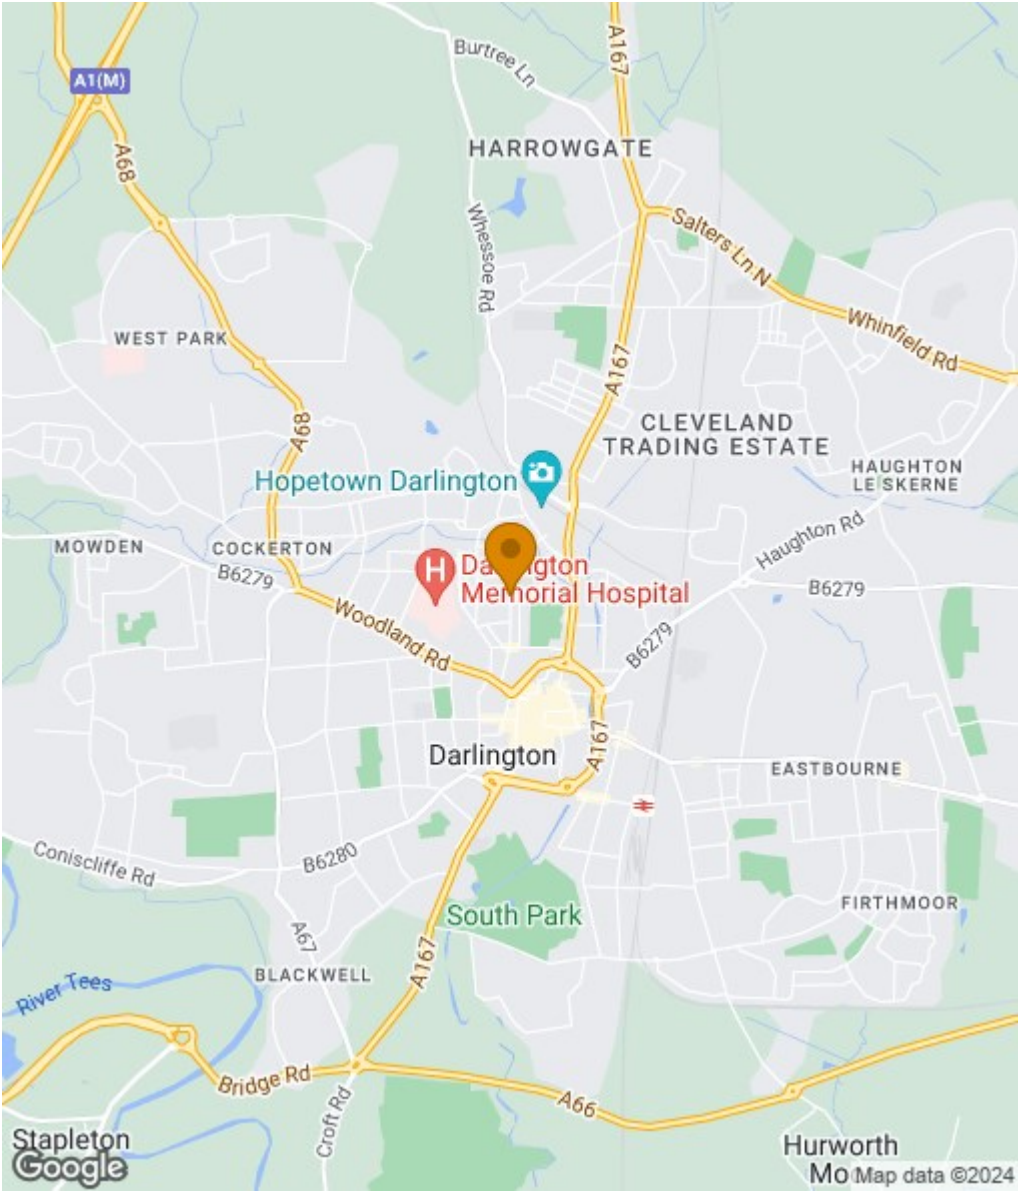 A167
Burtree Ln
A1(M)
HARROWGATE
A68
Whessoe Rd
Salters Ln N
WEST PARK
Whinfield Rd
A167
A68
CLEVELAND
TRADING ESTATE
Hopetown Darlington
HAUGHTON
LE SKERNE
Haughton Rd
MOWDEN
COCKERTON
B6279
H
Darlington
Memorial Hospital
B6279
Woodland Rd
B6279
A167
Darlington
EASTBOURNE
Coniscliffe Rd
B6280
South Park
FIRTHMOOR
A67
A167
BLACKWELL
River Tees
Bridge Rd
A66
Croft Rd
Stapleton
Google
Hurworth
Mo
Map data ©2024